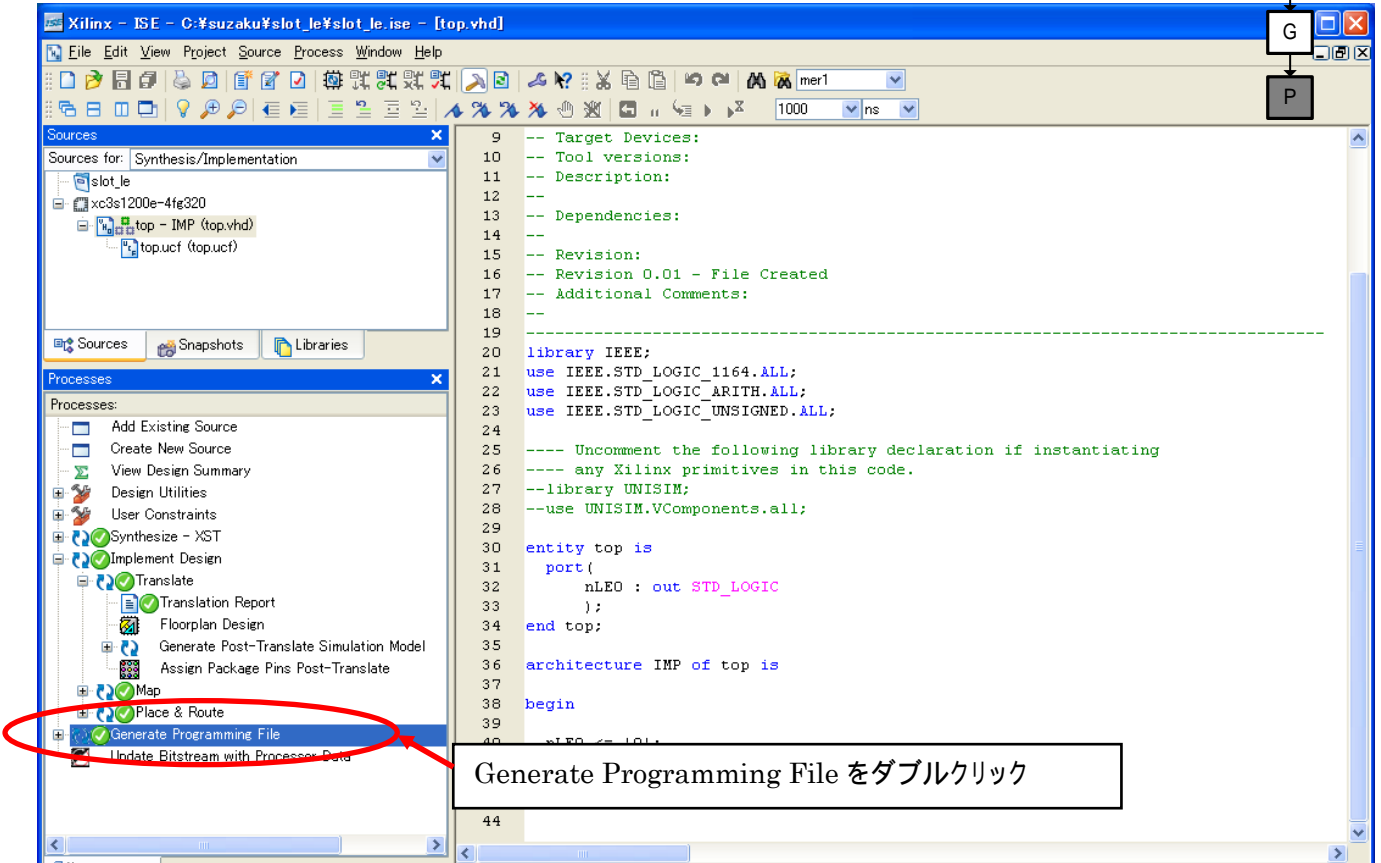 Xilinx - ISE - C:¥suzaku¥slot_le¥slot_le.ise - [top.vhd]
G
File Edit View Project Source Process Window Help
mer1
P
1000 ns
Sources
Sources for: Synthesis/Implementation
slot_le
xc3s1200e-4fg320
top - IMP (top.vhd)
top.ucf (top.ucf)
Sources Snapshots Libraries
Processes
Processes:
Add Existing Source
Create New Source
View Design Summary
Design Utilities
User Constraints
Synthesize - XST
Implement Design
Translate
Translation Report
Floorplan Design
Generate Post-Translate Simulation Model
Assign Package Pins Post-Translate
Map
Place & Route
Generate Programming File
Update Bitstream with Processor Data
9 -- Target Devices:
10 -- Tool versions:
11 -- Description:
12 --
13 -- Dependencies:
14 --
15 -- Revision:
16 -- Revision 0.01 - File Created
17 -- Additional Comments:
18 --
19 ----------------------------------------------------------------------------------
20 library IEEE;
21 use IEEE.STD_LOGIC_1164.ALL;
22 use IEEE.STD_LOGIC_ARITH.ALL;
23 use IEEE.STD_LOGIC_UNSIGNED.ALL;
24
25 ---- Uncomment the following library declaration if instantiating
26 ---- any Xilinx primitives in this code.
27 --library UNISIM;
28 --use UNISIM.VComponents.all;
29
30 entity top is
31 port(
32 nLE0 : out STD_LOGIC
33 );
34 end top;
35
36 architecture IMP of top is
37
38 begin
39
40 nLE0 <= '0';
Generate Programming File をダブルクリック
44